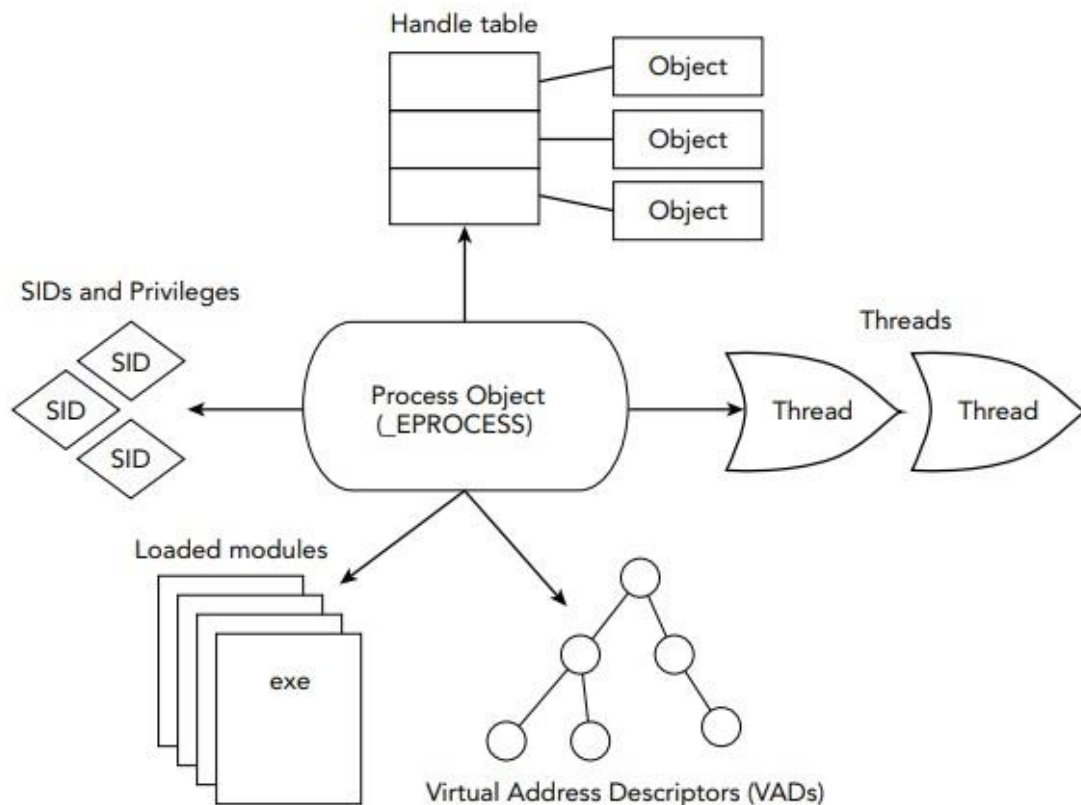 Handle table
Object
Object
Object
SIDs and Privileges
SID
SID
SID
Process Object
(_EPROCESS)
Threads
Thread
Thread
Loaded modules
exe
Virtual Address Descriptors (VADs)